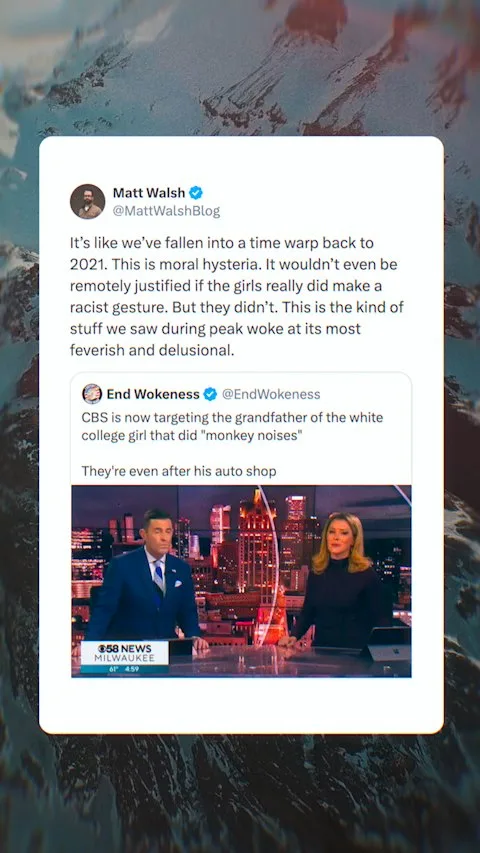 Matt Walsh
@MattWalshBlog
It’s like we’ve fallen into a time warp back to
2021. This is moral hysteria. It wouldn’t even be
remotely justified if the girls really did make a
racist gesture. But they didn’t. This is the kind of
stuff we saw during peak woke at its most
feverish and delusional.
End Wokeness @EndWokeness
CBS is now targeting the grandfather of the white
college girl that did "monkey noises"
They're even after his auto shop
58 NEWS
MILWAUKEE
61° 4:59